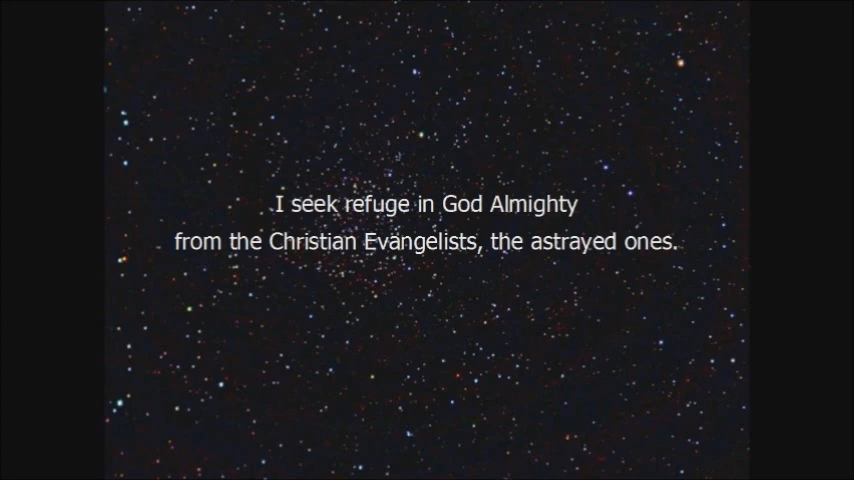 I seek refuge in God Almighty
from the Christian Evangelists, the astrayed ones.